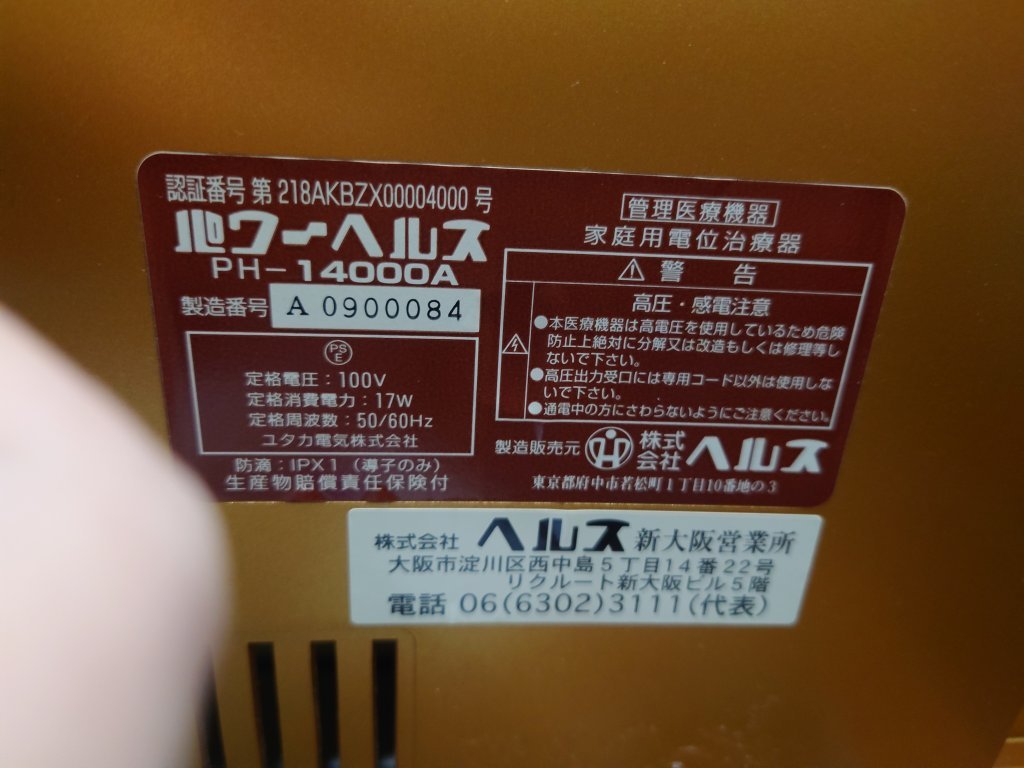 認証番号 第 218AKBZX00004000 号
パワーヘルス
PH-14000A
製造番号 A 0900084
PSE
定格電圧：100V
定格消費電力：17W
定格周波数：50/60Hz
ユタカ電気株式会社
防滴：IPX1（導子のみ）
生産物賠償責任保険付
管理医療機器
家庭用電位治療器
警 告
高圧・感電注意
●本医療機器は高電圧を使用しているため危険
防止上絶対に分解又は改造もしくは修理等し
ないで下さい。
●高圧出力受口には専用コード以外は使用しな
いで下さい。
●通電中の方にさわらないようにご注意ください。
製造販売元 株式会社 ヘルス
東京都府中市若松町1丁目10番地の3
株式会社 ヘルス 新大阪営業所
大阪市淀川区西中島5丁目14番22号
リクルート新大阪ビル5階
電話 06(6302)3111(代表)